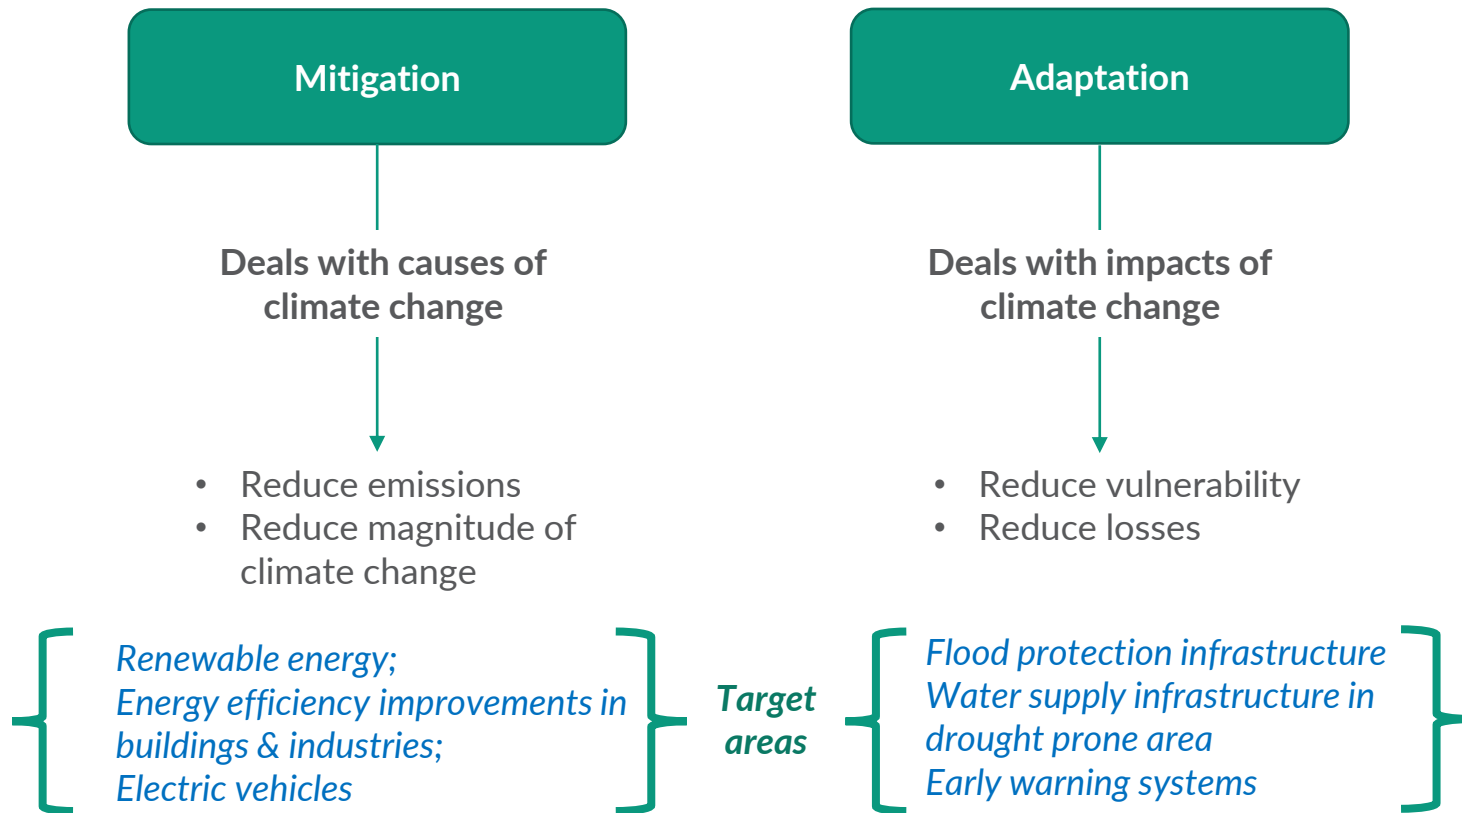 Mitigation
Deals with causes of
climate change
• Reduce emissions
• Reduce magnitude of
climate change
Renewable energy;
Energy efficiency improvements in
buildings & industries;
Electric vehicles
Target
areas
Adaptation
Deals with impacts of
climate change
• Reduce vulnerability
• Reduce losses
Flood protection infrastructure
Water supply infrastructure in
drought prone area
Early warning systems